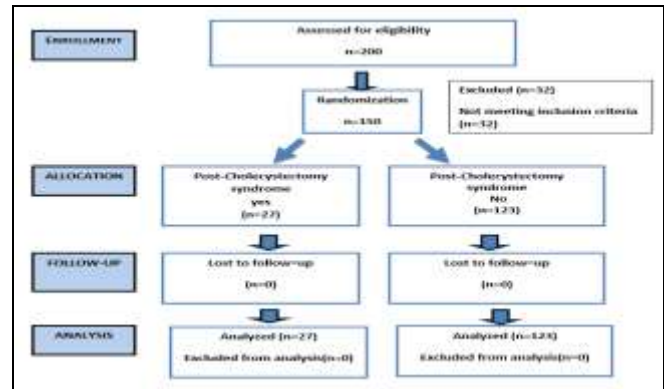 ENROLLMENT
Assessed for eligibility
n=200
Excluded (n=32)
Not meeting inclusion criteria
(n=32)
Randomization
n=150
ALLOCATION
Post-Cholecystectomy
syndrome
yes
(n=27)
Post-Cholecystectomy
syndrome
No
(n=123)
FOLLOW-UP
Lost to follow-up
(n=0)
Lost to follow-up
(n=0)
ANALYSIS
Analyzed (n=27)
Excluded from analysis(n=0)
Analyzed (n=123)
Excluded from analysis(n=0)